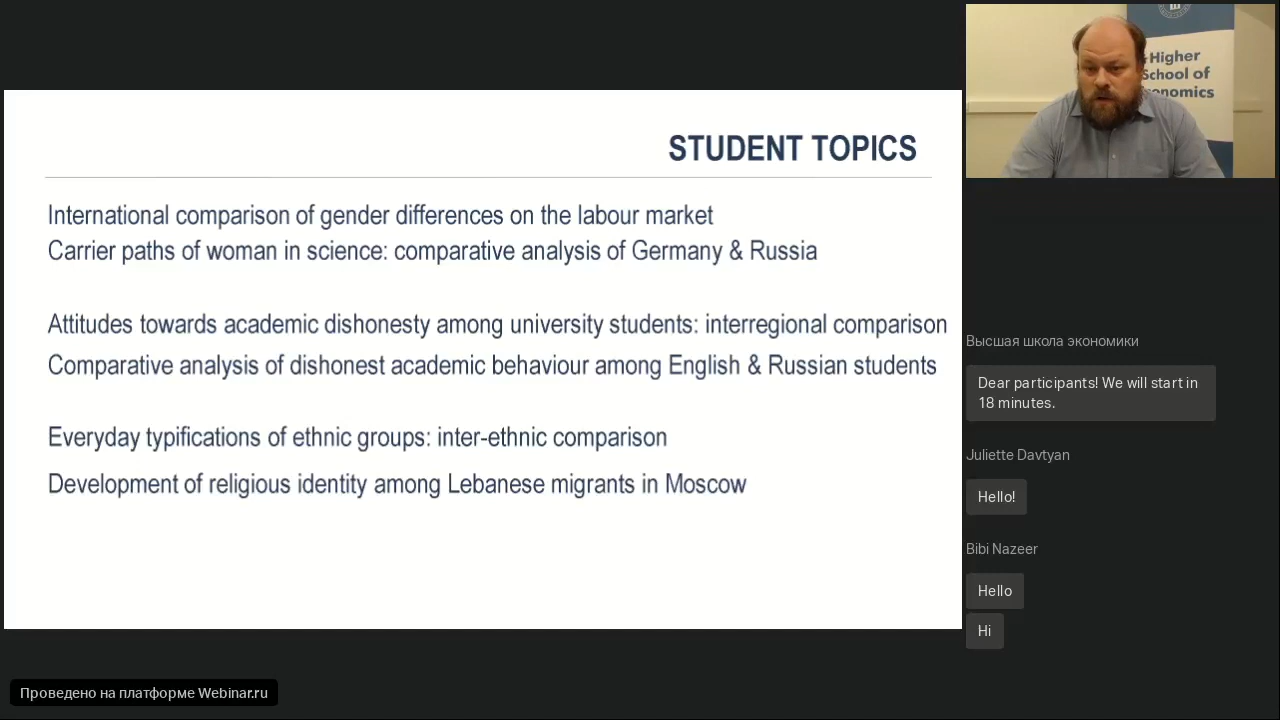 STUDENT TOPICS
International comparison of gender differences on the labour market
Carrier paths of woman in science: comparative analysis of Germany & Russia
Attitudes towards academic dishonesty among university students: interregional comparison
Comparative analysis of dishonest academic behaviour among English & Russian students
Everyday typifications of ethnic groups: inter-ethnic comparison
Development of religious identity among Lebanese migrants in Moscow
Higher
School of
onomics
Высшая школа экономики
Dear participants! We will start in
18 minutes.
Juliette Davtyan
Hello!
Bibi Nazeer
Hello
Hi
Проведено на платформе Webinar.ru